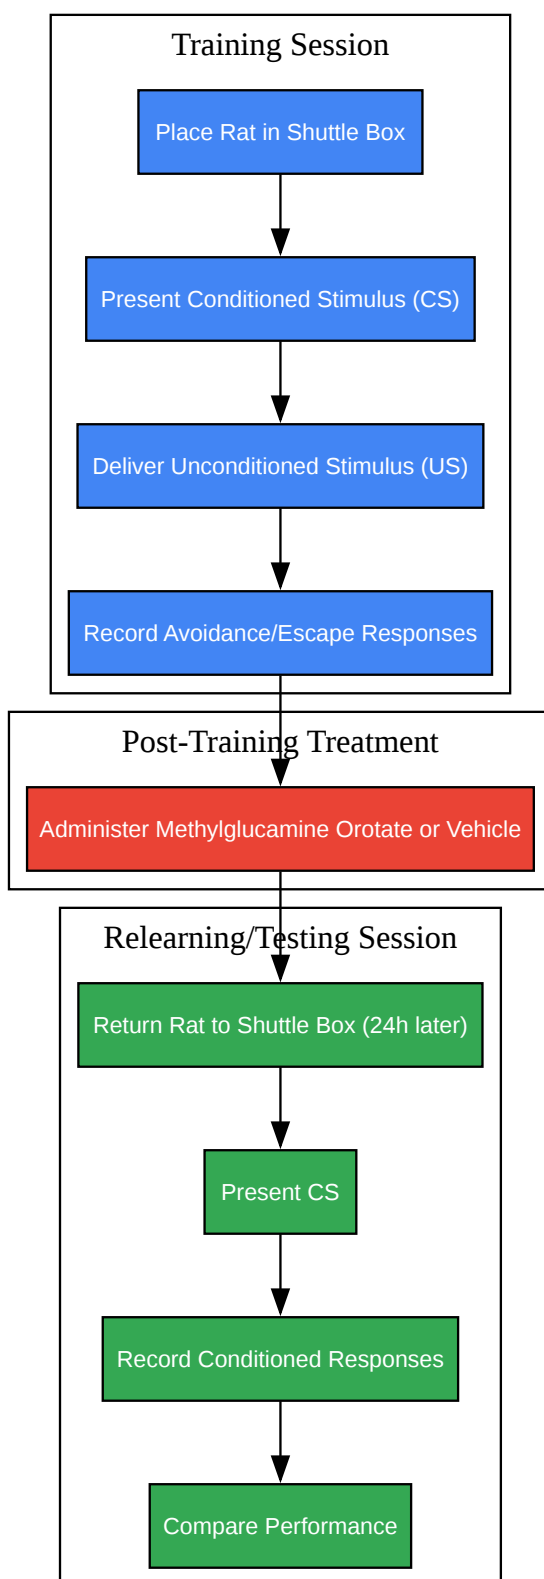 Training Session
Place Rat in Shuttle Box
Present Conditioned Stimulus (CS)
Deliver Unconditioned Stimulus (US)
Record Avoidance/Escape Responses
Post-Training Treatment
Administer Methylglucamine Orotate or Vehicle
Relearning/Testing Session
Return Rat to Shuttle Box (24h later)
Present CS
Record Conditioned Responses
Compare Performance